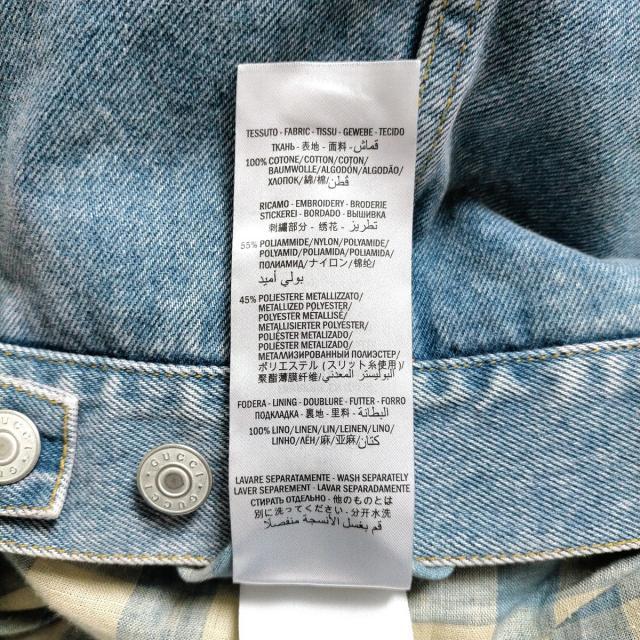 TESSUTO - FABRIC - TISSU - GEWEBE - TECIDO
ТКАНЬ - 表地 - 面料 - قماش
100% COTONE/COTTON/COTON/
BAUMWOLLE/ALGODÓN/ALGODÃO/
ХЛОПОК/綿/棉/قُطن
RICAMO - EMBROIDERY - BRODERIE
STICKEREI - BORDADO - ВЫШИВКА
刺繍部分 - 绣花 - تطريز
55% POLIAMMIDE/NYLON/POLYAMIDE/
POLYAMID/POLIAMIDA/POLIAMIDA/
ПОЛИАМИД/ナイロン/锦纶/
بولي أميد
45% POLIESTERE METALLIZZATO/
METALLIZED POLYESTER/
POLYESTER METALLISÉ/
METALLISIERTER POLYESTER/
POLIÉSTER METALIZADO/
POLIÉSTER METALIZADO/
МЕТАЛЛИЗИРОВАННЫЙ ПОЛИЭСТЕР/
ポリエステル (スリット糸使用)/
聚酯薄膜纤维/البوليستر المعدني
FODERA - LINING - DOUBLURE - FUTTER - FORRO
ПОДКЛАДКА - 裏地 - 里料 - البطانة
100% LINO/LINEN/LIN/LEINEN/LINO/
LINHO/ЛЁН/麻/亚麻/كتان
LAVARE SEPARATAMENTE - WASH SEPARATELY
LAVER SEPAREMENT - LAVAR SEPARADAMENTE
СТИРАТЬ ОТДЕЛЬНО - 他のものとは
別に洗ってください - 分开水洗
قم بغسل الأنسجة منفصلًا
GUCCI GUCCI
GUCCI GUCCI